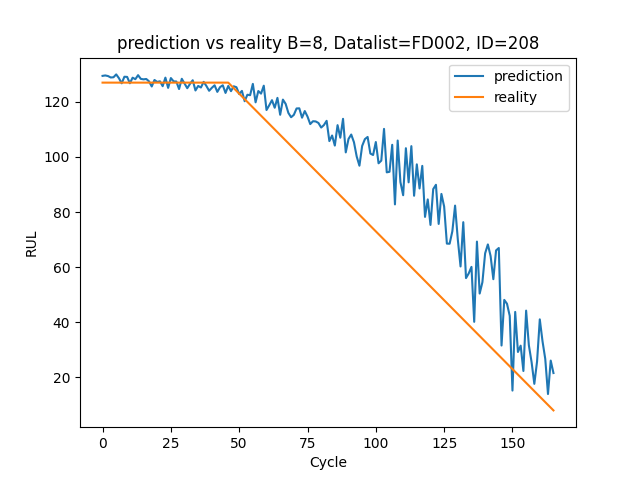 prediction vs reality B=8, Datalist=FD002, ID=208
prediction
reality
RUL
120
100
80
60
40
20
0 25 50 75 100 125 150
Cycle